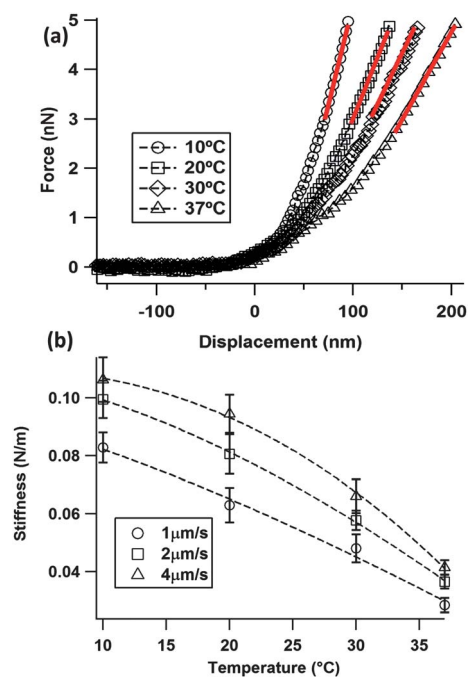 (a)
5
4
3
2
1
0
Force (nN)
10ºC
20ºC
30ºC
37ºC
-100 0 100 200
Displacement (nm)
(b)
0.10
0.08
0.06
0.04
Stiffness (N/m)
1μm/s
2μm/s
4μm/s
10 15 20 25 30 35
Temperature (°C)